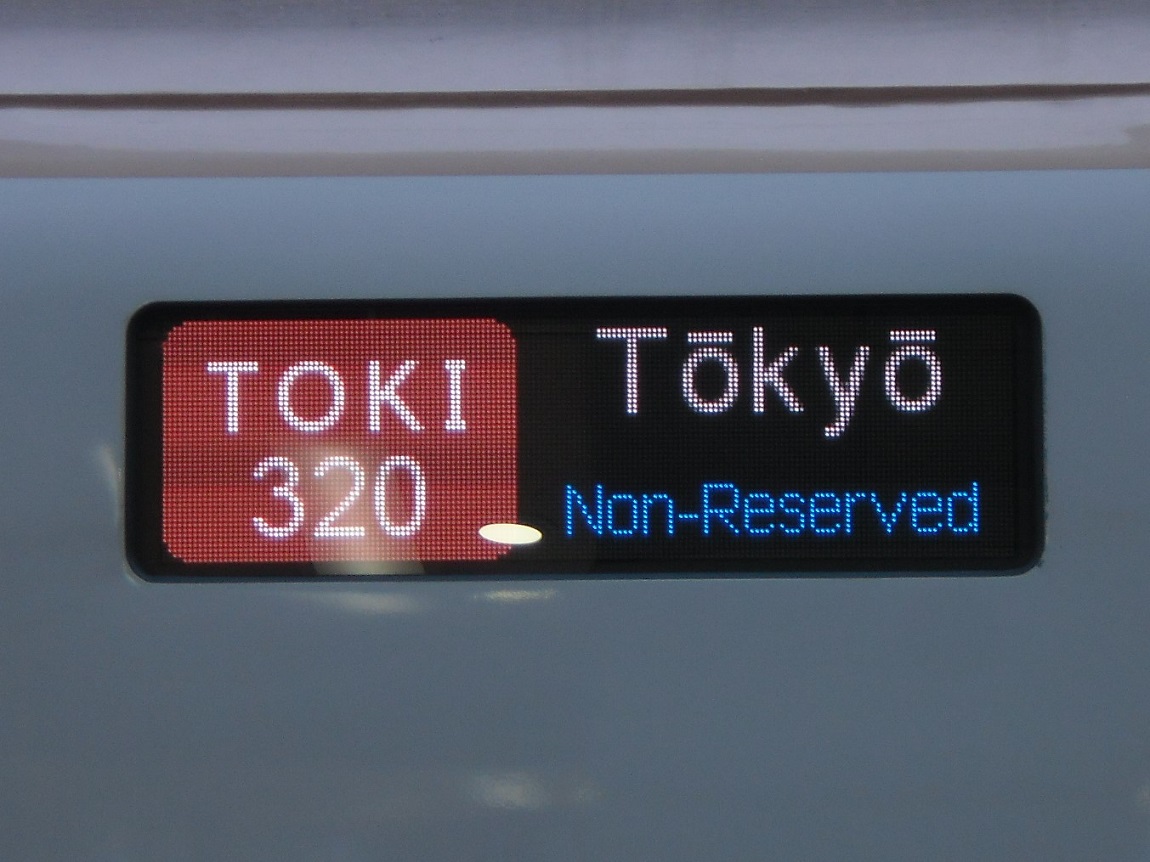 TOKI
320
Tōkyō
Non-Reserved